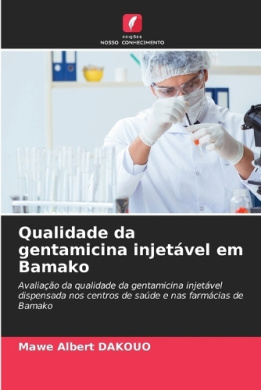 edições
NOSSO CONHECIMENTO
Qualidade da
gentamicina injetável em
Bamako
Avaliação da qualidade da gentamicina injetável
dispensada nos centros de saúde e nas farmácias de
Bamako
Mawe Albert DAKOUO